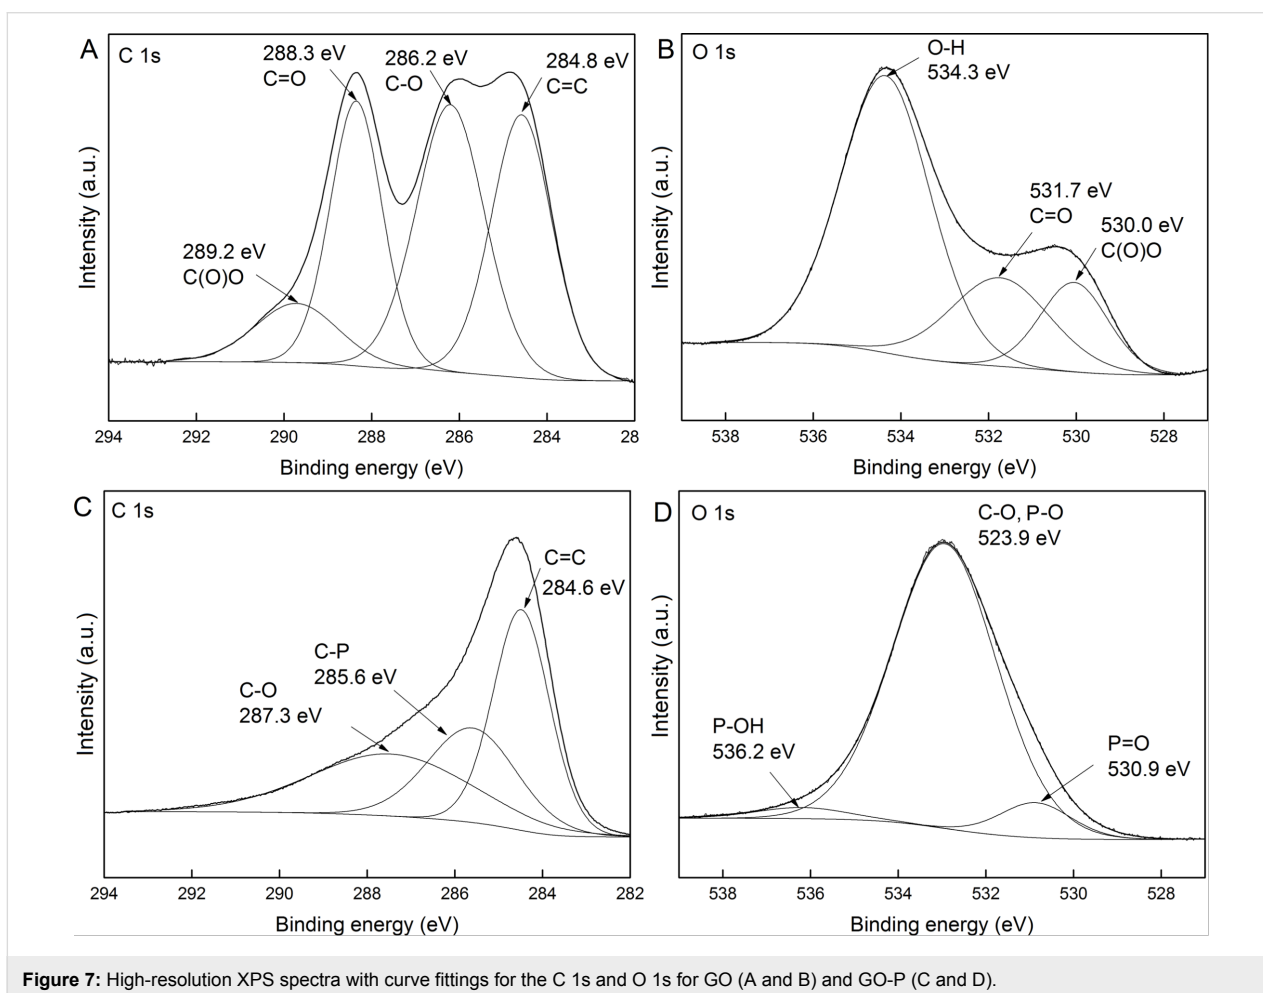 A
C 1s
288.3 eV
C=O
286.2 eV
C-O
284.8 eV
C=C
289.2 eV
C(O)O
Intensity (a.u.)
294 292 290 288 286 284 28
Binding energy (eV)
B
O 1s
O-H
534.3 eV
531.7 eV
C=O
530.0 eV
C(O)O
Intensity (a.u.)
538 536 534 532 530 528
Binding energy (eV)
C
C 1s
C=C
284.6 eV
C-P
285.6 eV
C-O
287.3 eV
Intensity (a.u.)
294 292 290 288 286 284 282
Binding energy (eV)
D
O 1s
C-O, P-O
523.9 eV
P-OH
536.2 eV
P=O
530.9 eV
Intensity (a.u.)
538 536 534 532 530 528
Binding energy (eV)
Figure 7: High-resolution XPS spectra with curve fittings for the C 1s and O 1s for GO (A and B) and GO-P (C and D).